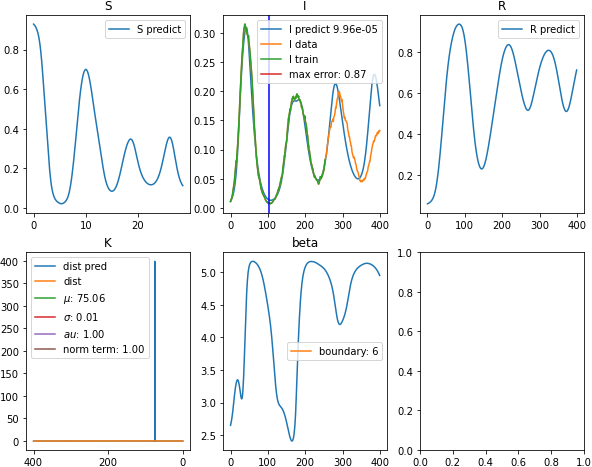 S
S predict
0.8
0.6
0.4
0.2
0.0
0 10 20
I
I predict 9.96e-05
I data
I train
max error: 0.87
0.30
0.25
0.20
0.15
0.10
0.05
0.00
0 100 200 300 400
R
R predict
0.8
0.6
0.4
0.2
0 100 200 300 400
K
dist pred
dist
μ: 75.06
σ: 0.01
au: 1.00
norm term: 1.00
400
350
300
250
200
150
100
50
0
400 200 0
beta
boundary: 6
5.0
4.5
4.0
3.5
3.0
2.5
0 100 200 300 400
1.0
0.8
0.6
0.4
0.2
0.0
0.0 0.2 0.4 0.6 0.8 1.0